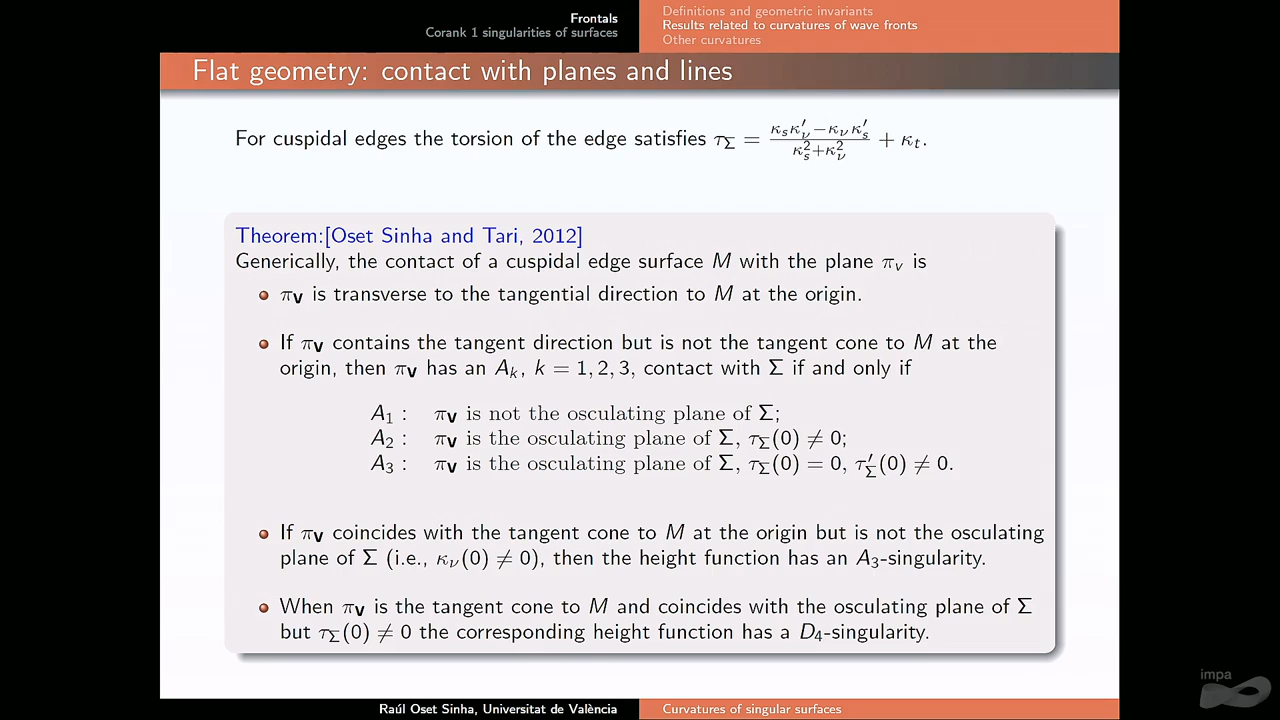 Frontals
Corank 1 singularities of surfaces
Definitions and geometric invariants
Results related to curvatures of wave fronts
Other curvatures
Flat geometry: contact with planes and lines
For cuspidal edges the torsion of the edge satisfies τ_Σ = (κ_s κ′_ν − κ_ν κ′_s)/(κ_s² + κ_ν²) + κ_t.
Theorem:[Oset Sinha and Tari, 2012]
Generically, the contact of a cuspidal edge surface M with the plane π_v is
π_v is transverse to the tangential direction to M at the origin.
If π_v contains the tangent direction but is not the tangent cone to M at the
origin, then π_v has an A_k, k = 1, 2, 3, contact with Σ if and only if
A_1 : π_v is not the osculating plane of Σ;
A_2 : π_v is the osculating plane of Σ, τ_Σ(0) ≠ 0;
A_3 : π_v is the osculating plane of Σ, τ_Σ(0) = 0, τ′_Σ(0) ≠ 0.
If π_v coincides with the tangent cone to M at the origin but is not the osculating
plane of Σ (i.e., κ_ν(0) ≠ 0), then the height function has an A_3-singularity.
When π_v is the tangent cone to M and coincides with the osculating plane of Σ
but τ_Σ(0) ≠ 0 the corresponding height function has a D_4-singularity.
impa
Raúl Oset Sinha, Universitat de València
Curvatures of singular surfaces